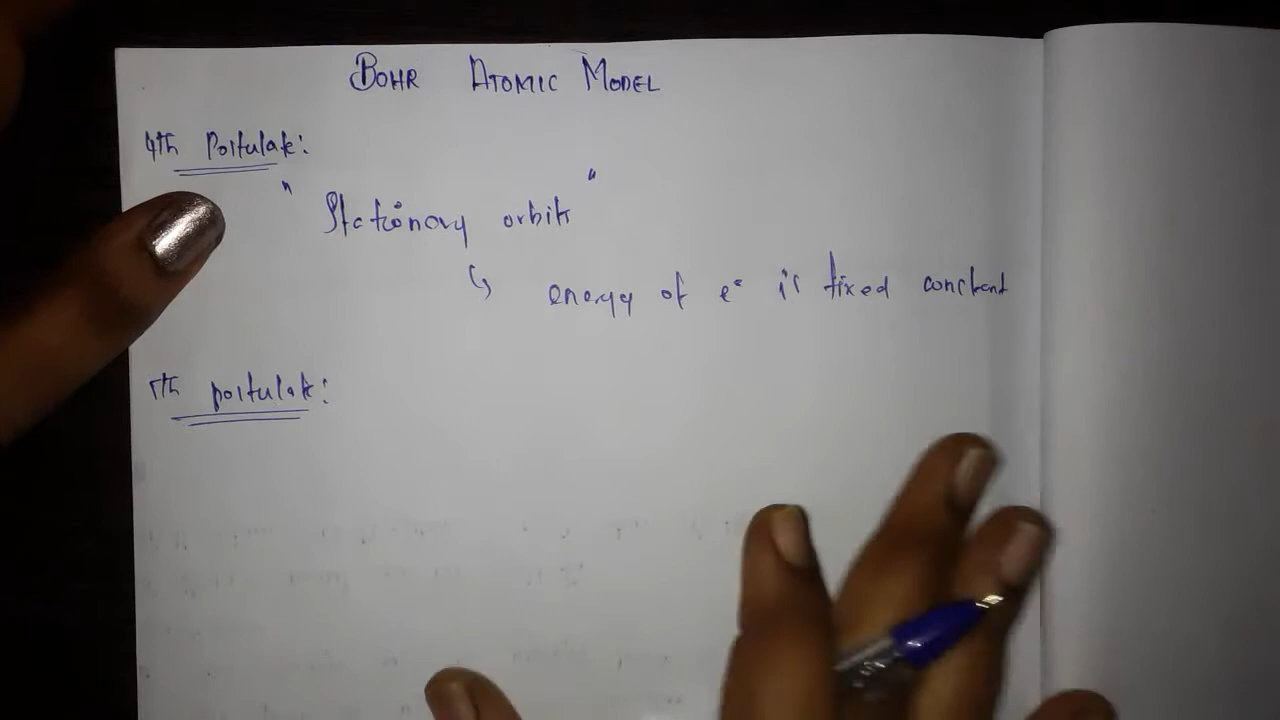 BOHR ATOMIC MODEL
4th Postulate:
" Stationary orbits "
↳ energy of e⁻ is fixed constant
5th postulate: